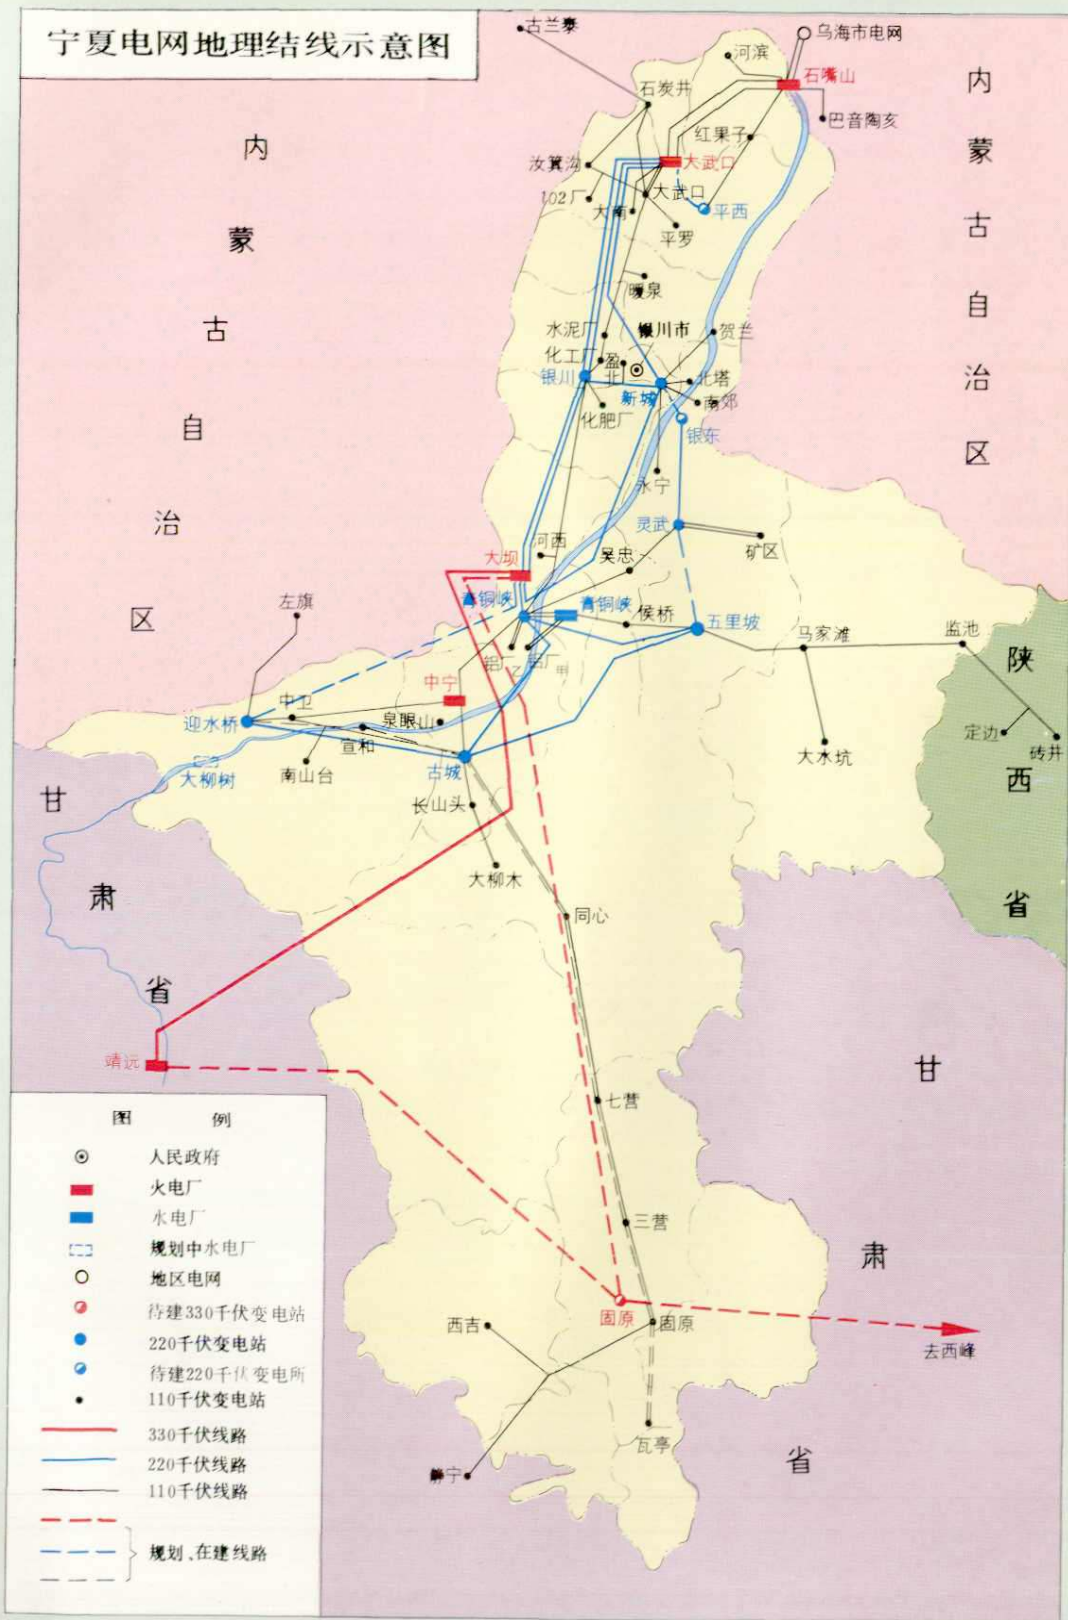 宁夏电网地理结线示意图
古兰泰
乌海市电网
河滨
石嘴山
石炭井
巴音陶亥
红果子
汝箕沟
大武口
102厂
大武口
大南
平西
平罗
暖泉
水泥厂
银川市
贺兰
化工厂
盈北
银川
北塔
新城
南郊
化肥厂
银东
永宁
灵武
河西
吴忠
矿区
大坝
青铜峡
青铜峡
左旗
侯桥
五里坡
马家滩
盐池
铝厂乙
铝厂甲
中宁
中卫
迎水桥
泉眼山
宣和
定边
砖井
大柳树
南山台
古城
大水坑
长山头
大柳木
同心
靖远
七营
三营
固原
固原
西吉
去西峰
瓦亭
静宁
内蒙古自治区
内蒙古自治区
陕西省
甘肃省
甘肃省
图 例
人民政府
火电厂
水电厂
规划中水电厂
地区电网
待建330千伏变电站
220千伏变电站
待建220千伏变电所
110千伏变电站
330千伏线路
220千伏线路
110千伏线路
规划、在建线路